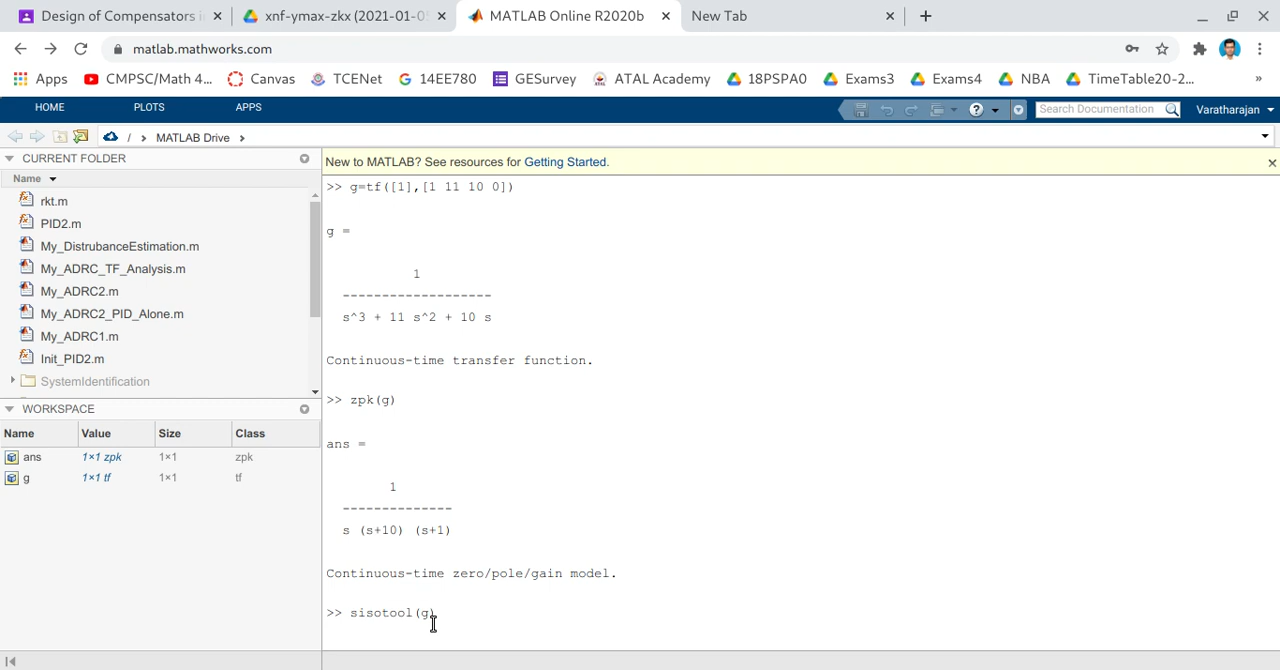 Design of Compensators i
xnf-ymax-zkx (2021-01-05
MATLAB Online R2020b
New Tab
matlab.mathworks.com
Apps
CMPSC/Math 4...
Canvas
TCENet
14EE780
GESurvey
ATAL Academy
18PSPA0
Exams3
Exams4
NBA
TimeTable20-2...
»
HOME
PLOTS
APPS
Search Documentation
Varatharajan
/ › MATLAB Drive ›
CURRENT FOLDER
Name
rkt.m
PID2.m
My_DistrubanceEstimation.m
My_ADRC_TF_Analysis.m
My_ADRC2.m
My_ADRC2_PID_Alone.m
My_ADRC1.m
Init_PID2.m
SystemIdentification
WORKSPACE
Name Value Size Class
ans 1×1 zpk 1×1 zpk
g 1×1 tf 1×1 tf
New to MATLAB? See resources for Getting Started.
>> g=tf([1],[1 11 10 0])
g =
1
-------------------
s^3 + 11 s^2 + 10 s
Continuous-time transfer function.
>> zpk(g)
ans =
1
--------------
s (s+10) (s+1)
Continuous-time zero/pole/gain model.
>> sisotool(g)